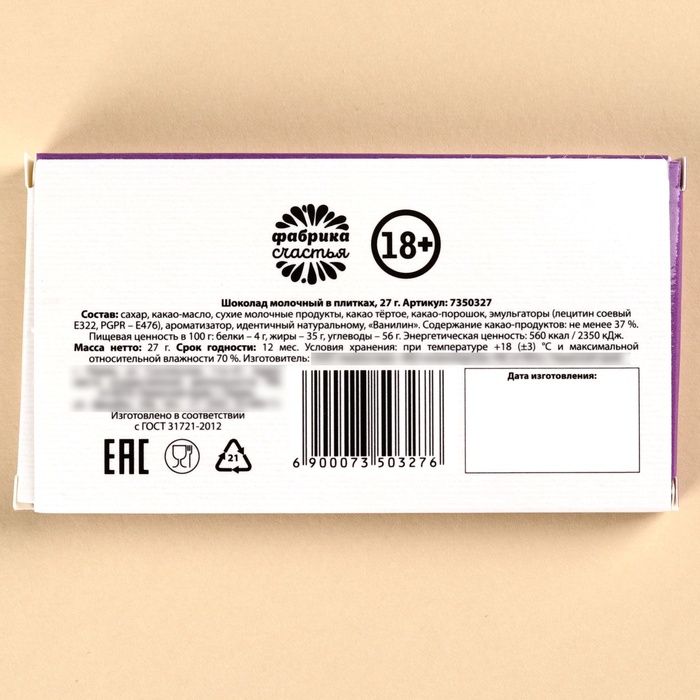 фабрика
счастья
18+
Шоколад молочный в плитках, 27 г. Артикул: 7350327
Состав: сахар, какао-масло, сухие молочные продукты, какао тёртое, какао-порошок, эмульгаторы (лецитин соевый
Е322, PGPR – Е476), ароматизатор, идентичный натуральному, «Ванилин». Содержание какао-продуктов: не менее 37 %.
Пищевая ценность в 100 г: белки – 4 г, жиры – 35 г, углеводы – 56 г. Энергетическая ценность: 560 ккал / 2350 кДж.
Масса нетто: 27 г. Срок годности: 12 мес. Условия хранения: при температуре +18 (±3) °С и максимальной
относительной влажности 70 %. Изготовитель:
Изготовлено в соответствии
с ГОСТ 31721-2012
EAC
21
6 900073 503276
Дата изготовления: